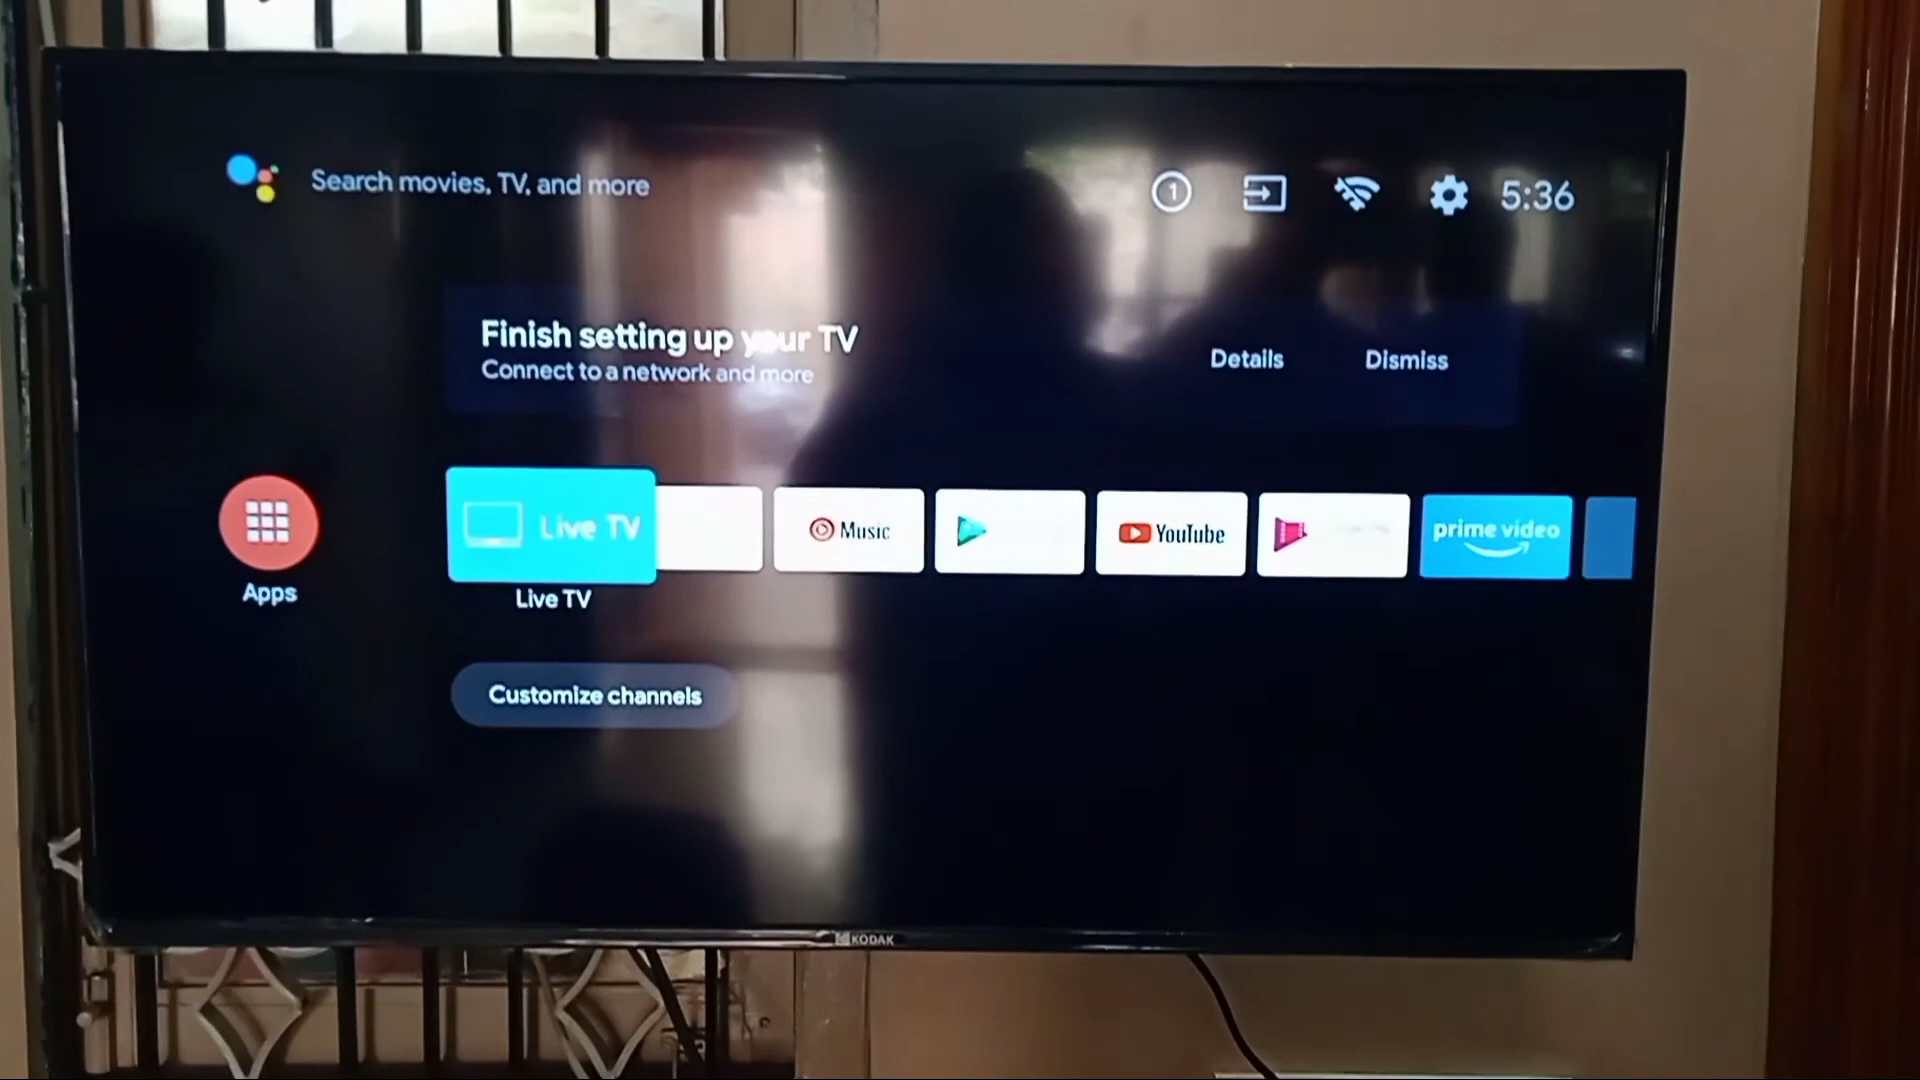 Search movies, TV, and more
1
5:36
Finish setting up your TV
Connect to a network and more
Details
Dismiss
Live TV
Music
YouTube
prime video
Apps
Live TV
Customize channels
KODAK